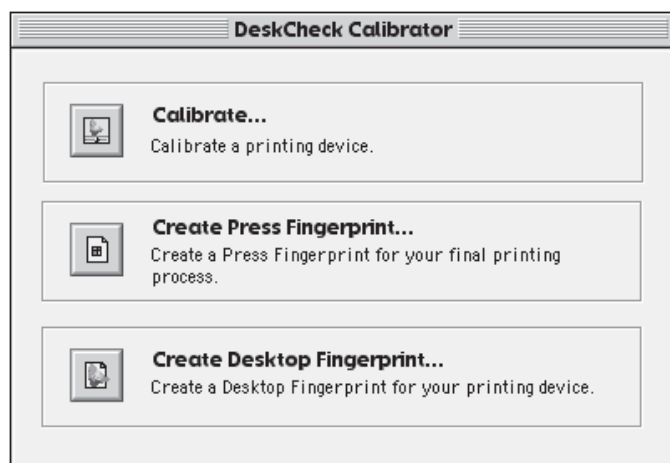 DeskCheck Calibrator
Calibrate...
Calibrate a printing device.
Create Press Fingerprint...
Create a Press Fingerprint for your final printing
process.
Create Desktop Fingerprint...
Create a Desktop Fingerprint for your printing device.